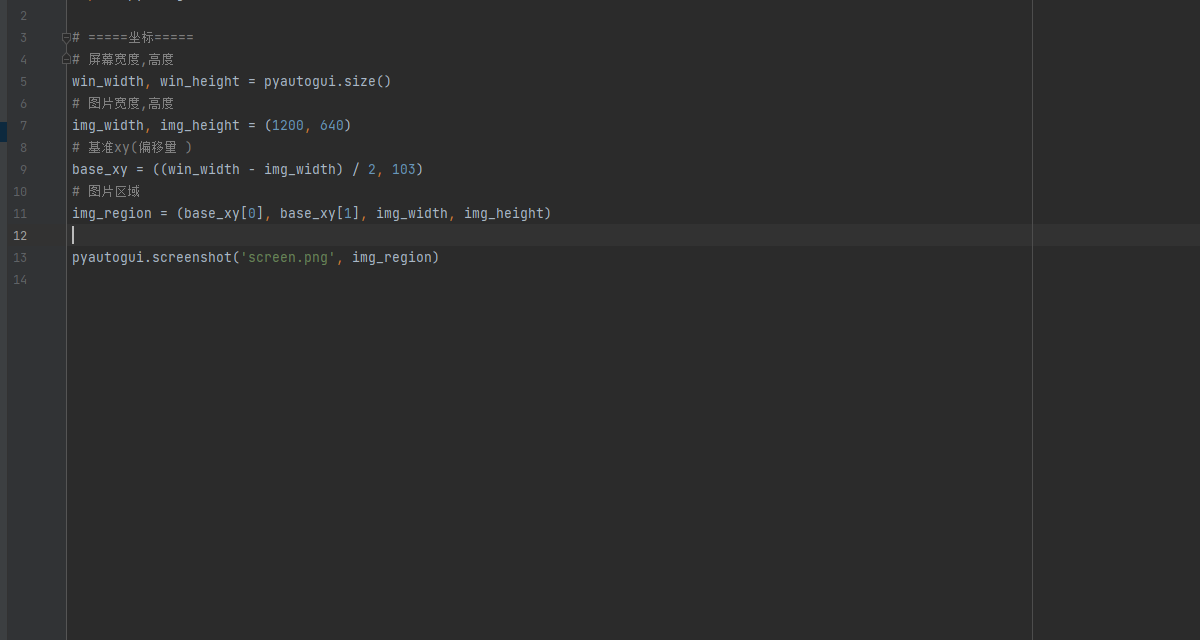 2
3 # =====坐标=====
4 # 屏幕宽度,高度
5 win_width, win_height = pyautogui.size()
6 # 图片宽度,高度
7 img_width, img_height = (1200, 640)
8 # 基准xy(偏移量 )
9 base_xy = ((win_width - img_width) / 2, 103)
10 # 图片区域
11 img_region = (base_xy[0], base_xy[1], img_width, img_height)
12
13 pyautogui.screenshot('screen.png', img_region)
14